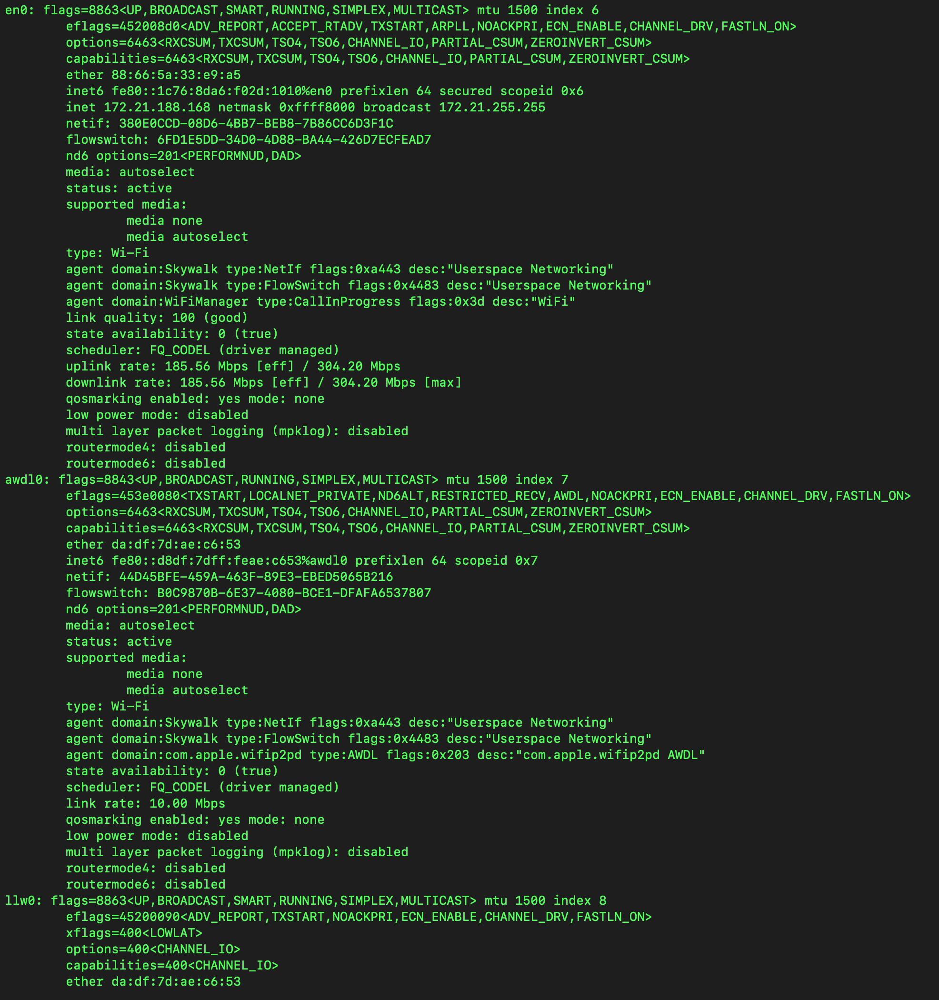 en0: flags=8863<UP,BROADCAST,SMART,RUNNING,SIMPLEX,MULTICAST> mtu 1500 index 6
	eflags=452008d0<ADV_REPORT,ACCEPT_RTADV,TXSTART,ARPLL,NOACKPRI,ECN_ENABLE,CHANNEL_DRV,FASTLN_ON>
	options=6463<RXCSUM,TXCSUM,TSO4,TSO6,CHANNEL_IO,PARTIAL_CSUM,ZEROINVERT_CSUM>
	capabilities=6463<RXCSUM,TXCSUM,TSO4,TSO6,CHANNEL_IO,PARTIAL_CSUM,ZEROINVERT_CSUM>
	ether 88:66:5a:33:e9:a5
	inet6 fe80::1c76:8da6:f02d:1010%en0 prefixlen 64 secured scopeid 0x6
	inet 172.21.188.168 netmask 0xffff8000 broadcast 172.21.255.255
	netif: 380E0CCD-08D6-4BB7-BEB8-7B86CC6D3F1C
	flowswitch: 6FD1E5DD-34D0-4D88-BA44-426D7ECFEAD7
	nd6 options=201<PERFORMNUD,DAD>
	media: autoselect
	status: active
	supported media:
		media none
		media autoselect
	type: Wi-Fi
	agent domain:Skywalk type:NetIf flags:0xa443 desc:"Userspace Networking"
	agent domain:Skywalk type:FlowSwitch flags:0x4483 desc:"Userspace Networking"
	agent domain:WiFiManager type:CallInProgress flags:0x3d desc:"WiFi"
	link quality: 100 (good)
	state availability: 0 (true)
	scheduler: FQ_CODEL (driver managed)
	uplink rate: 185.56 Mbps [eff] / 304.20 Mbps
	downlink rate: 185.56 Mbps [eff] / 304.20 Mbps [max]
	qosmarking enabled: yes mode: none
	low power mode: disabled
	multi layer packet logging (mpklog): disabled
	routermode4: disabled
	routermode6: disabled
awdl0: flags=8843<UP,BROADCAST,RUNNING,SIMPLEX,MULTICAST> mtu 1500 index 7
	eflags=453e0080<TXSTART,LOCALNET_PRIVATE,ND6ALT,RESTRICTED_RECV,AWDL,NOACKPRI,ECN_ENABLE,CHANNEL_DRV,FASTLN_ON>
	options=6463<RXCSUM,TXCSUM,TSO4,TSO6,CHANNEL_IO,PARTIAL_CSUM,ZEROINVERT_CSUM>
	capabilities=6463<RXCSUM,TXCSUM,TSO4,TSO6,CHANNEL_IO,PARTIAL_CSUM,ZEROINVERT_CSUM>
	ether da:df:7d:ae:c6:53
	inet6 fe80::d8df:7dff:feae:c653%awdl0 prefixlen 64 scopeid 0x7
	netif: 44D45BFE-459A-463F-89E3-EBED5065B216
	flowswitch: B0C9870B-6E37-4080-BCE1-DFAFA6537807
	nd6 options=201<PERFORMNUD,DAD>
	media: autoselect
	status: active
	supported media:
		media none
		media autoselect
	type: Wi-Fi
	agent domain:Skywalk type:NetIf flags:0xa443 desc:"Userspace Networking"
	agent domain:Skywalk type:FlowSwitch flags:0x4483 desc:"Userspace Networking"
	agent domain:com.apple.wifip2pd type:AWDL flags:0x203 desc:"com.apple.wifip2pd AWDL"
	state availability: 0 (true)
	scheduler: FQ_CODEL (driver managed)
	link rate: 10.00 Mbps
	qosmarking enabled: yes mode: none
	low power mode: disabled
	multi layer packet logging (mpklog): disabled
	routermode4: disabled
	routermode6: disabled
llw0: flags=8863<UP,BROADCAST,SMART,RUNNING,SIMPLEX,MULTICAST> mtu 1500 index 8
	eflags=45200090<ADV_REPORT,TXSTART,NOACKPRI,ECN_ENABLE,CHANNEL_DRV,FASTLN_ON>
	xflags=400<LOWLAT>
	options=400<CHANNEL_IO>
	capabilities=400<CHANNEL_IO>
	ether da:df:7d:ae:c6:53